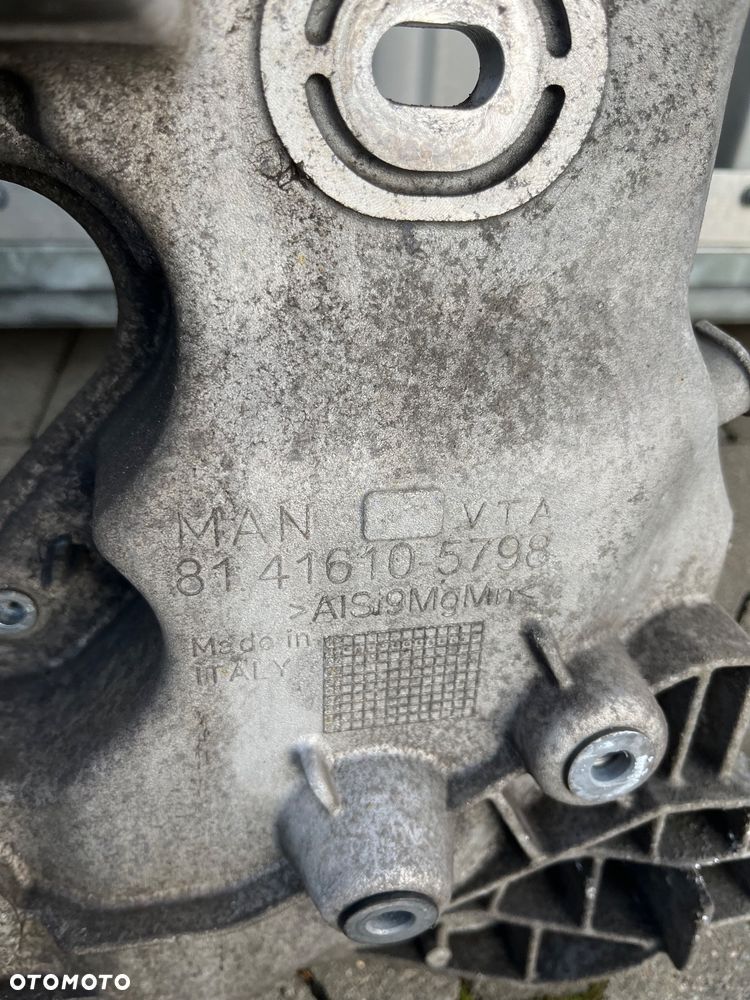 MAN VTA
81.41610-5798
>AlSi9MgMn<
Made in
ITALY
OTOMOTO